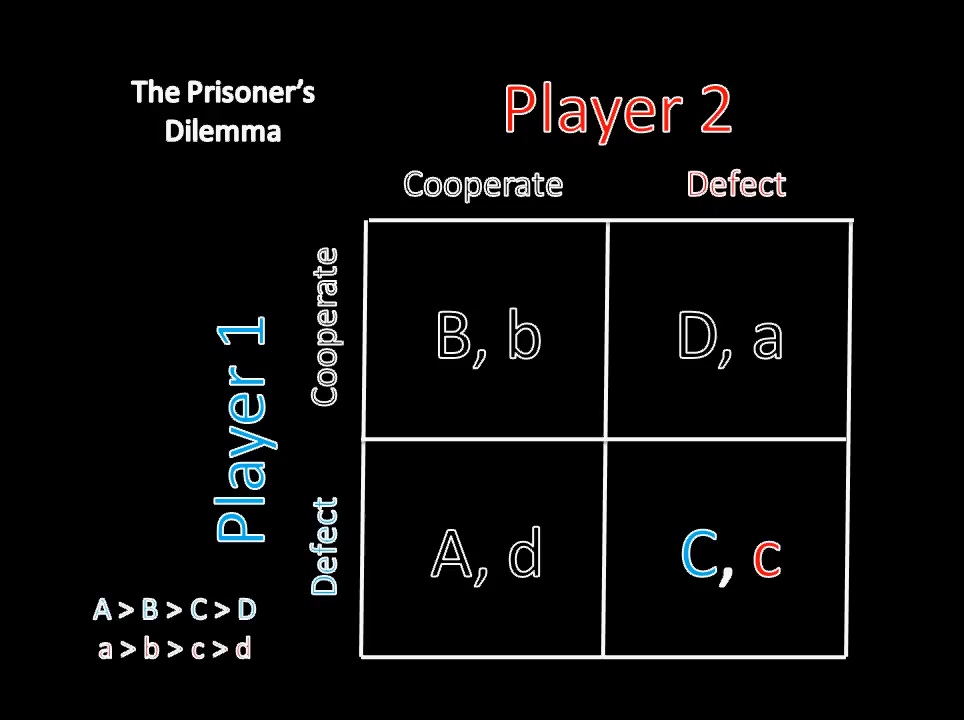 The Prisoner’s
Dilemma
Player 2
Cooperate Defect
Player 1
Cooperate
B, b D, a
Defect
A, d C, c
A > B > C > D
a > b > c > d